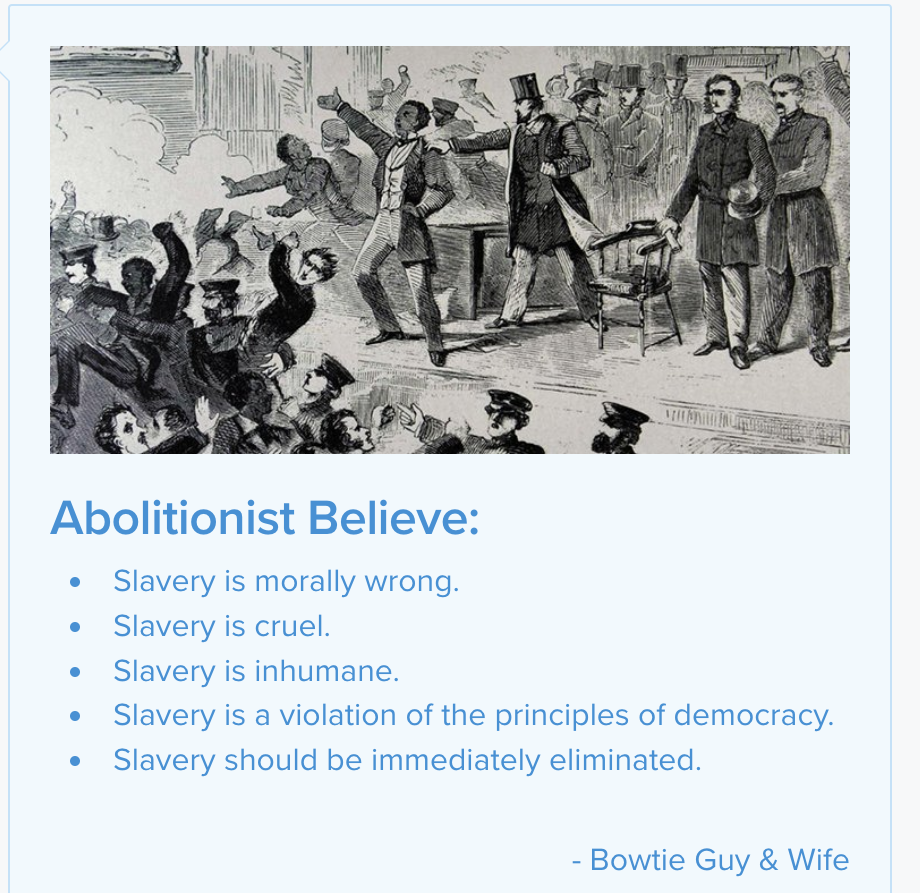 Abolitionist Believe:
• Slavery is morally wrong.
• Slavery is cruel.
• Slavery is inhumane.
• Slavery is a violation of the principles of democracy.
• Slavery should be immediately eliminated.
- Bowtie Guy & Wife